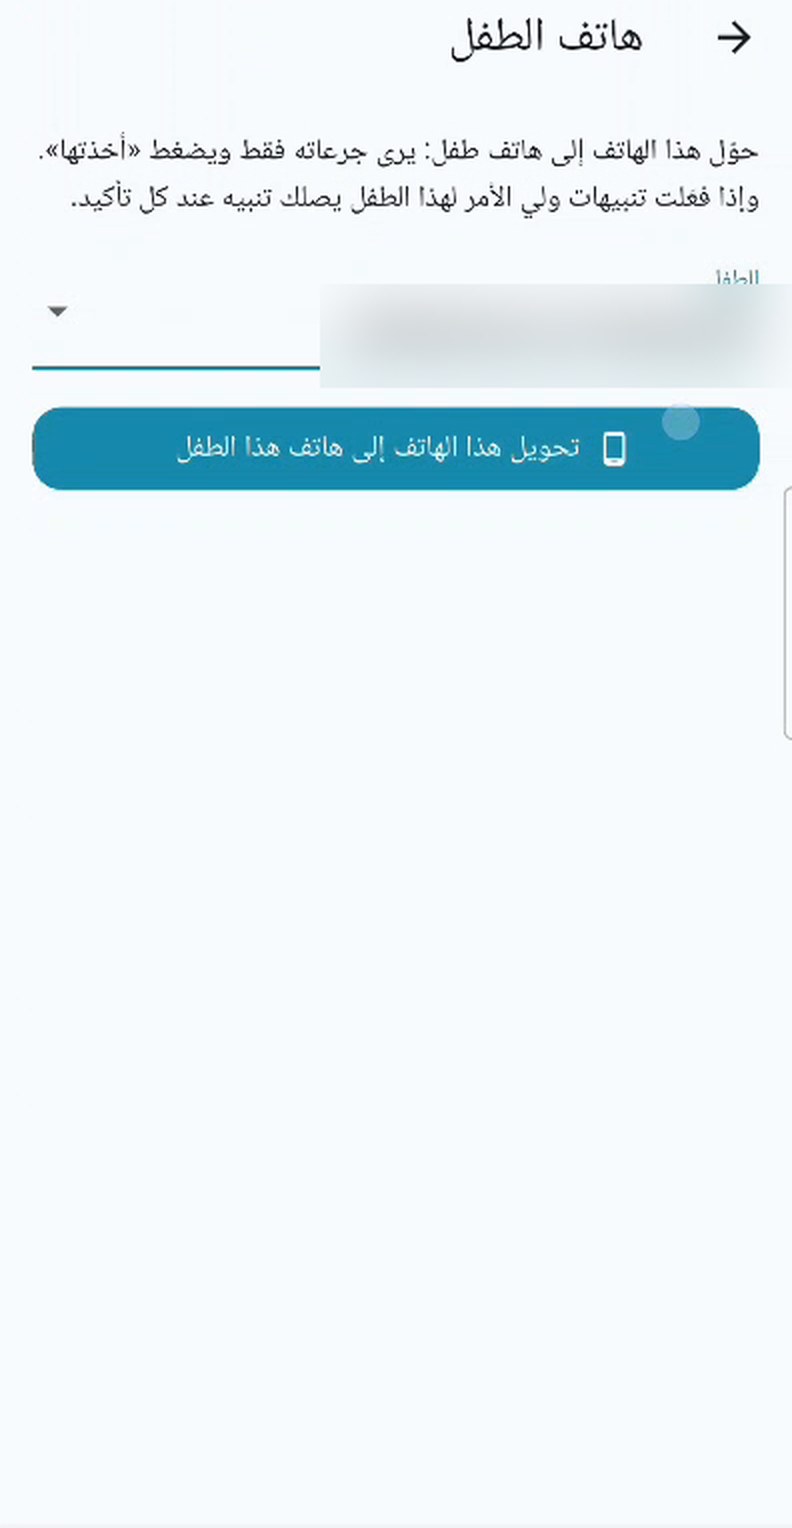 هاتف الطفل
حوّل هذا الهاتف إلى هاتف طفل: يرى جرعاته فقط ويضغط «أخذتها».
وإذا فعّلت تنبيهات ولي الأمر لهذا الطفل يصلك تنبيه عند كل تأكيد.
الطفل
تحويل هذا الهاتف إلى هاتف هذا الطفل